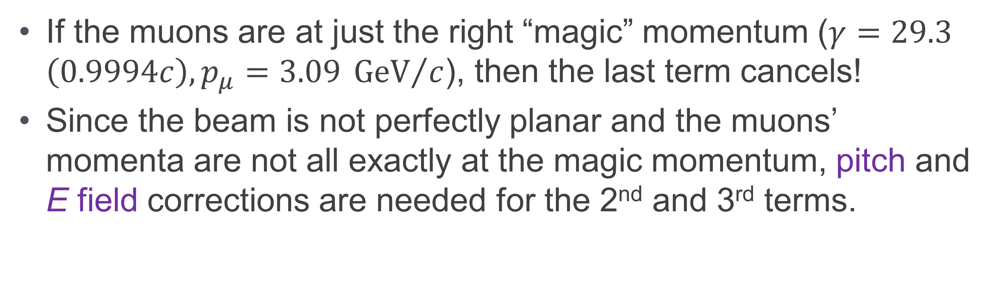 • If the muons are at just the right “magic” momentum (𝛾 = 29.3
(0.9994𝑐), 𝑝𝜇 = 3.09 GeV/𝑐), then the last term cancels!
• Since the beam is not perfectly planar and the muons’
momenta are not all exactly at the magic momentum, pitch and
E field corrections are needed for the 2nd and 3rd terms.